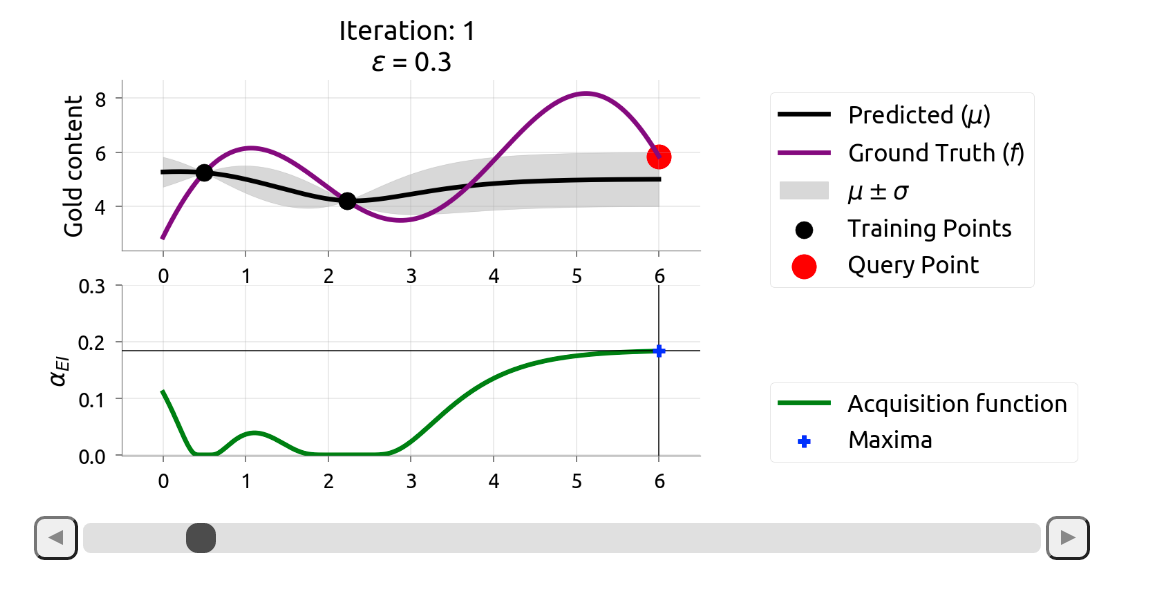 Iteration: 1
ε = 0.3
Gold content
8
6
4
0 1 2 3 4 5 6
Predicted (μ)
Ground Truth (f)
μ ± σ
Training Points
Query Point
α_EI
0.3
0.2
0.1
0.0
0 1 2 3 4 5 6
Acquisition function
Maxima
◀ ▶